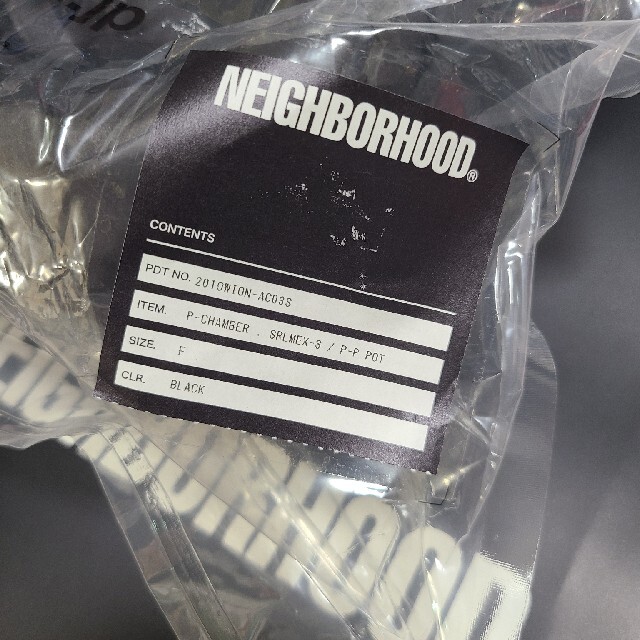 NEIGHBORHOOD®
CONTENTS
PDT NO. 201OWION-AC03S
ITEM. P-CHAMBER . SRLMEX-S / P-P POT
SIZE. F
CLR. BLACK